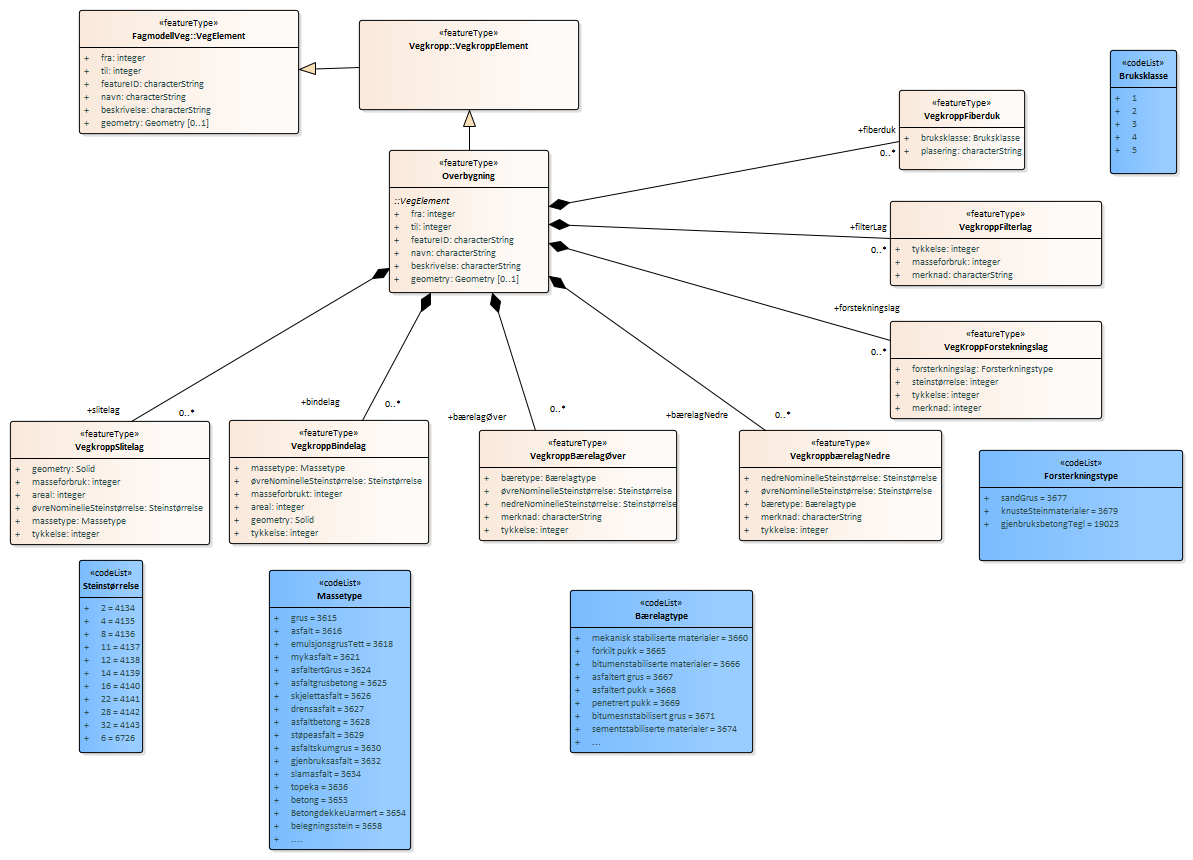 «featureType»
FagmodellVeg::VegElement
+ fra: integer
+ til: integer
+ featureID: characterString
+ navn: characterString
+ beskrivelse: characterString
+ geometry: Geometry [0..1]
«featureType»
Vegkropp::VegkroppElement
«codeList»
Bruksklasse
+ 1
+ 2
+ 3
+ 4
+ 5
«featureType»
VegkroppFiberduk
+ bruksklasse: Bruksklasse
+ plasering: characterString
+fiberduk
0..*
«featureType»
Overbygning
::VegElement
+ fra: integer
+ til: integer
+ featureID: characterString
+ navn: characterString
+ beskrivelse: characterString
+ geometry: Geometry [0..1]
«featureType»
VegkroppFilterlag
+ tykkelse: integer
+ masseforbruk: integer
+ merknad: characterString
+filterLag
0..*
+forstekningslag
0..*
«featureType»
VegKroppForstekningslag
+ forsterkningslag: Forsterkningstype
+ steinstørrelse: integer
+ tykkelse: integer
+ merknad: integer
+slitelag
0..*
+bindelag
0..*
+bærelagØver
0..*
+bærelagNedre
0..*
«featureType»
VegkroppSlitelag
+ geometry: Solid
+ masseforbruk: integer
+ areal: integer
+ øvreNominelleSteinstørrelse: Steinstørrelse
+ massetype: Massetype
+ tykkelse: integer
«featureType»
VegkroppBindelag
+ massetype: Massetype
+ øvreNominelleSteinstørrelse: Steinstørrelse
+ masseforbrukt: integer
+ areal: integer
+ geometry: Solid
+ tykkelse: integer
«featureType»
VegkroppBærelagØver
+ bæretype: Bærelagtype
+ øvreNominelleSteinstørrelse: Steinstørrelse
+ nedreNominelleSteinstørrelse: Steinstørrelse
+ merknad: characterString
+ tykkelse: integer
«featureType»
VegkroppbærelagNedre
+ nedreNominelleSteinstørrelse: Steinstørrelse
+ øvreNominelleSteinstørrelse: Steinstørrelse
+ bæretype: Bærelagtype
+ merknad: characterString
+ tykkelse: integer
«codeList»
Forsterkningstype
+ sandGrus = 3677
+ knusteSteinmaterialer = 3679
+ gjenbruksbetongTegl = 19023
«codeList»
Steinstørrelse
+ 2 = 4134
+ 4 = 4135
+ 8 = 4136
+ 11 = 4137
+ 12 = 4138
+ 14 = 4139
+ 16 = 4140
+ 22 = 4141
+ 28 = 4142
+ 32 = 4143
+ 6 = 6726
«codeList»
Massetype
+ grus = 3615
+ asfalt = 3616
+ emulsjonsgrusTett = 3618
+ mykasfalt = 3621
+ asfaltertGrus = 3624
+ asfaltgrusbetong = 3625
+ skjelettasfalt = 3626
+ drensasfalt = 3627
+ asfaltbetong = 3628
+ støpeasfalt = 3629
+ asfaltskumgrus = 3630
+ gjenbruksasfalt = 3632
+ slamasfalt = 3634
+ topeka = 3636
+ betong = 3653
+ BetongdekkeUarmert = 3654
+ belegningsstein = 3658
+ ....
«codeList»
Bærelagtype
+ mekanisk stabiliserte materialer = 3660
+ forkilt pukk = 3665
+ bitumenstabiliserte materialer = 3666
+ asfaltert grus = 3667
+ asfaltert pukk = 3668
+ penetrert pukk = 3669
+ bitumesnstabilisert grus = 3671
+ sementstabiliserte materialer = 3674
+ ...